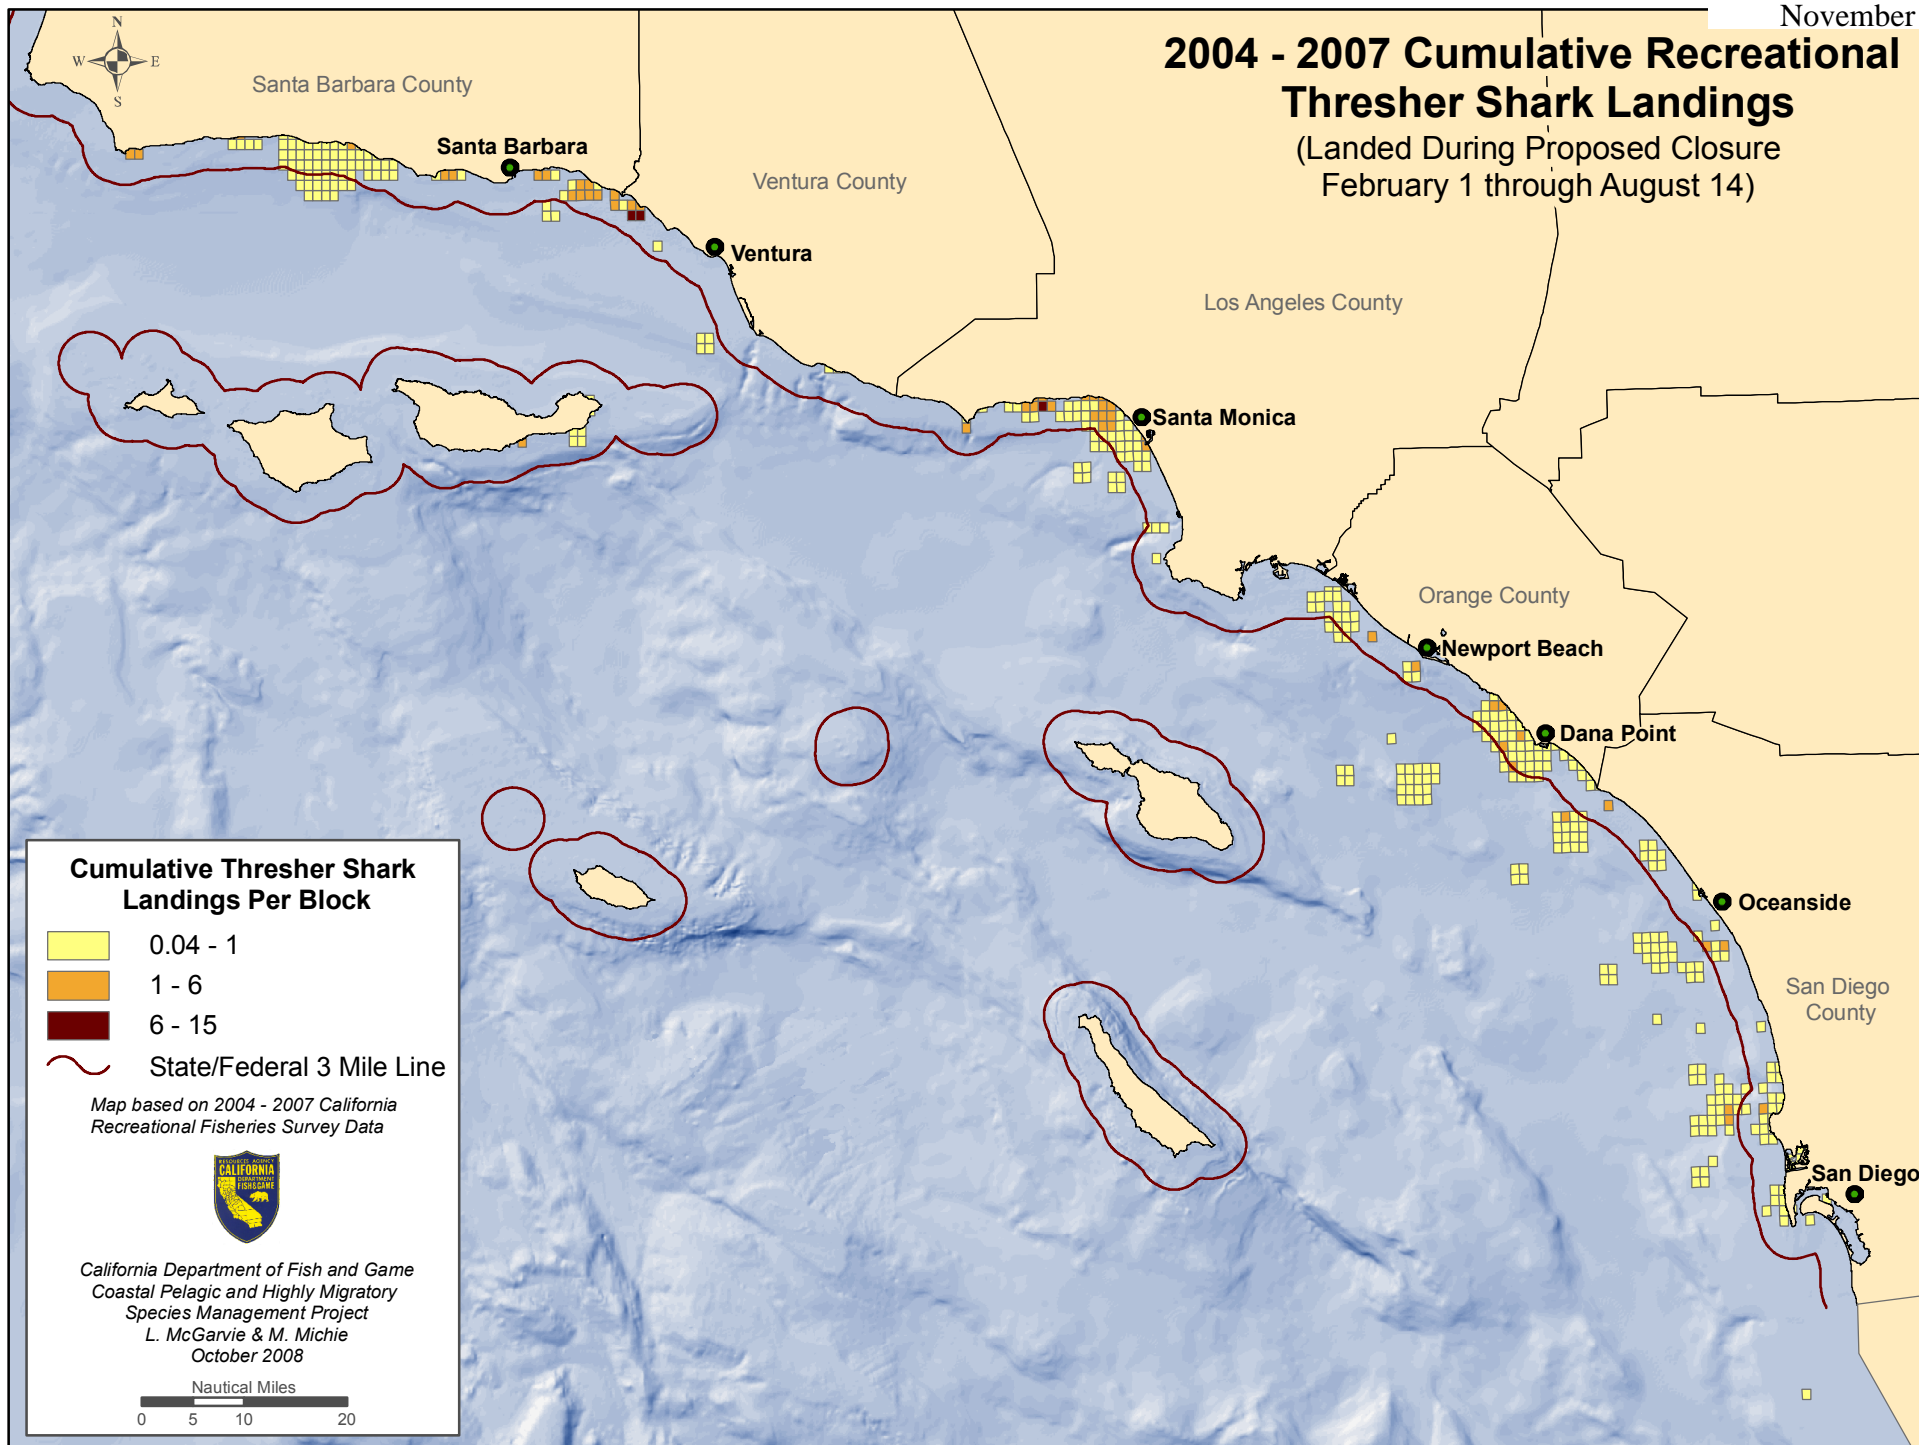 November
2004 - 2007 Cumulative Recreational
Thresher Shark Landings
(Landed During Proposed Closure
February 1 through August 14)
N
W
E
S
Santa Barbara County
Santa Barbara
Ventura County
Ventura
Los Angeles County
Santa Monica
Orange County
Newport Beach
Dana Point
Oceanside
San Diego
County
San Diego
Cumulative Thresher Shark
Landings Per Block
0.04 - 1
1 - 6
6 - 15
State/Federal 3 Mile Line
Map based on 2004 - 2007 California
Recreational Fisheries Survey Data
RESOURCES AGENCY
CALIFORNIA
DEPARTMENT
FISH & GAME
California Department of Fish and Game
Coastal Pelagic and Highly Migratory
Species Management Project
L. McGarvie & M. Michie
October 2008
Nautical Miles
0 5 10 20